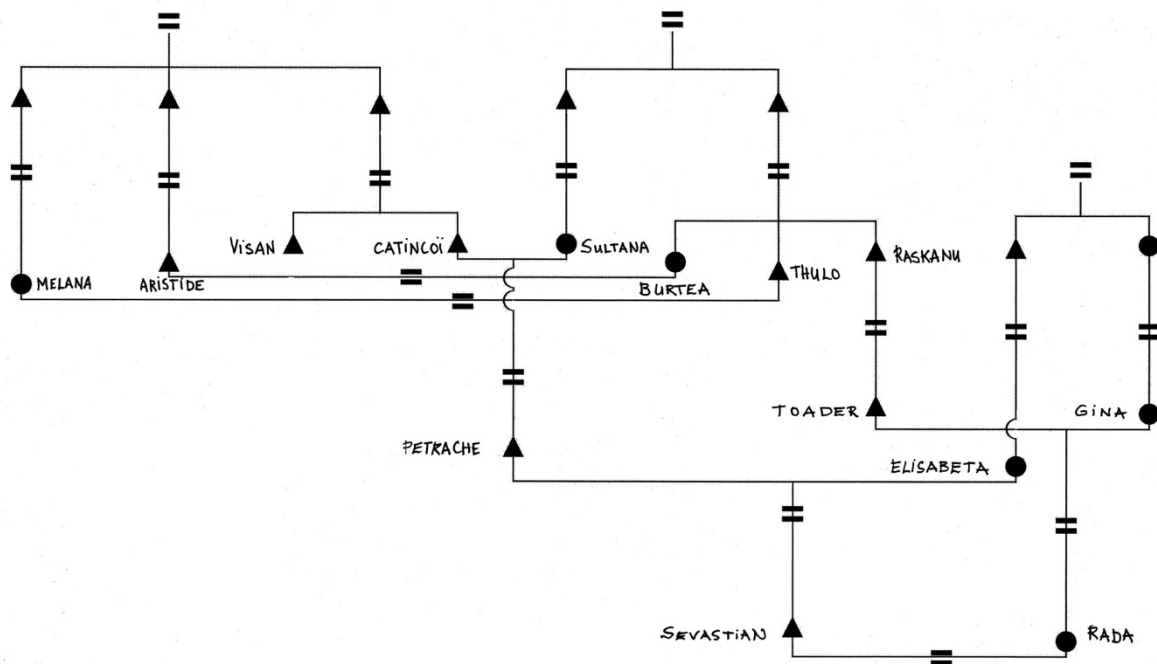 VISAN
CATINCOÏ
SULTANA
MELANA
ARISTIDE
BURTEA
THULO
RASKANU
TOADER
GINA
PETRACHE
ELISABETA
SEVASTIAN
RADA